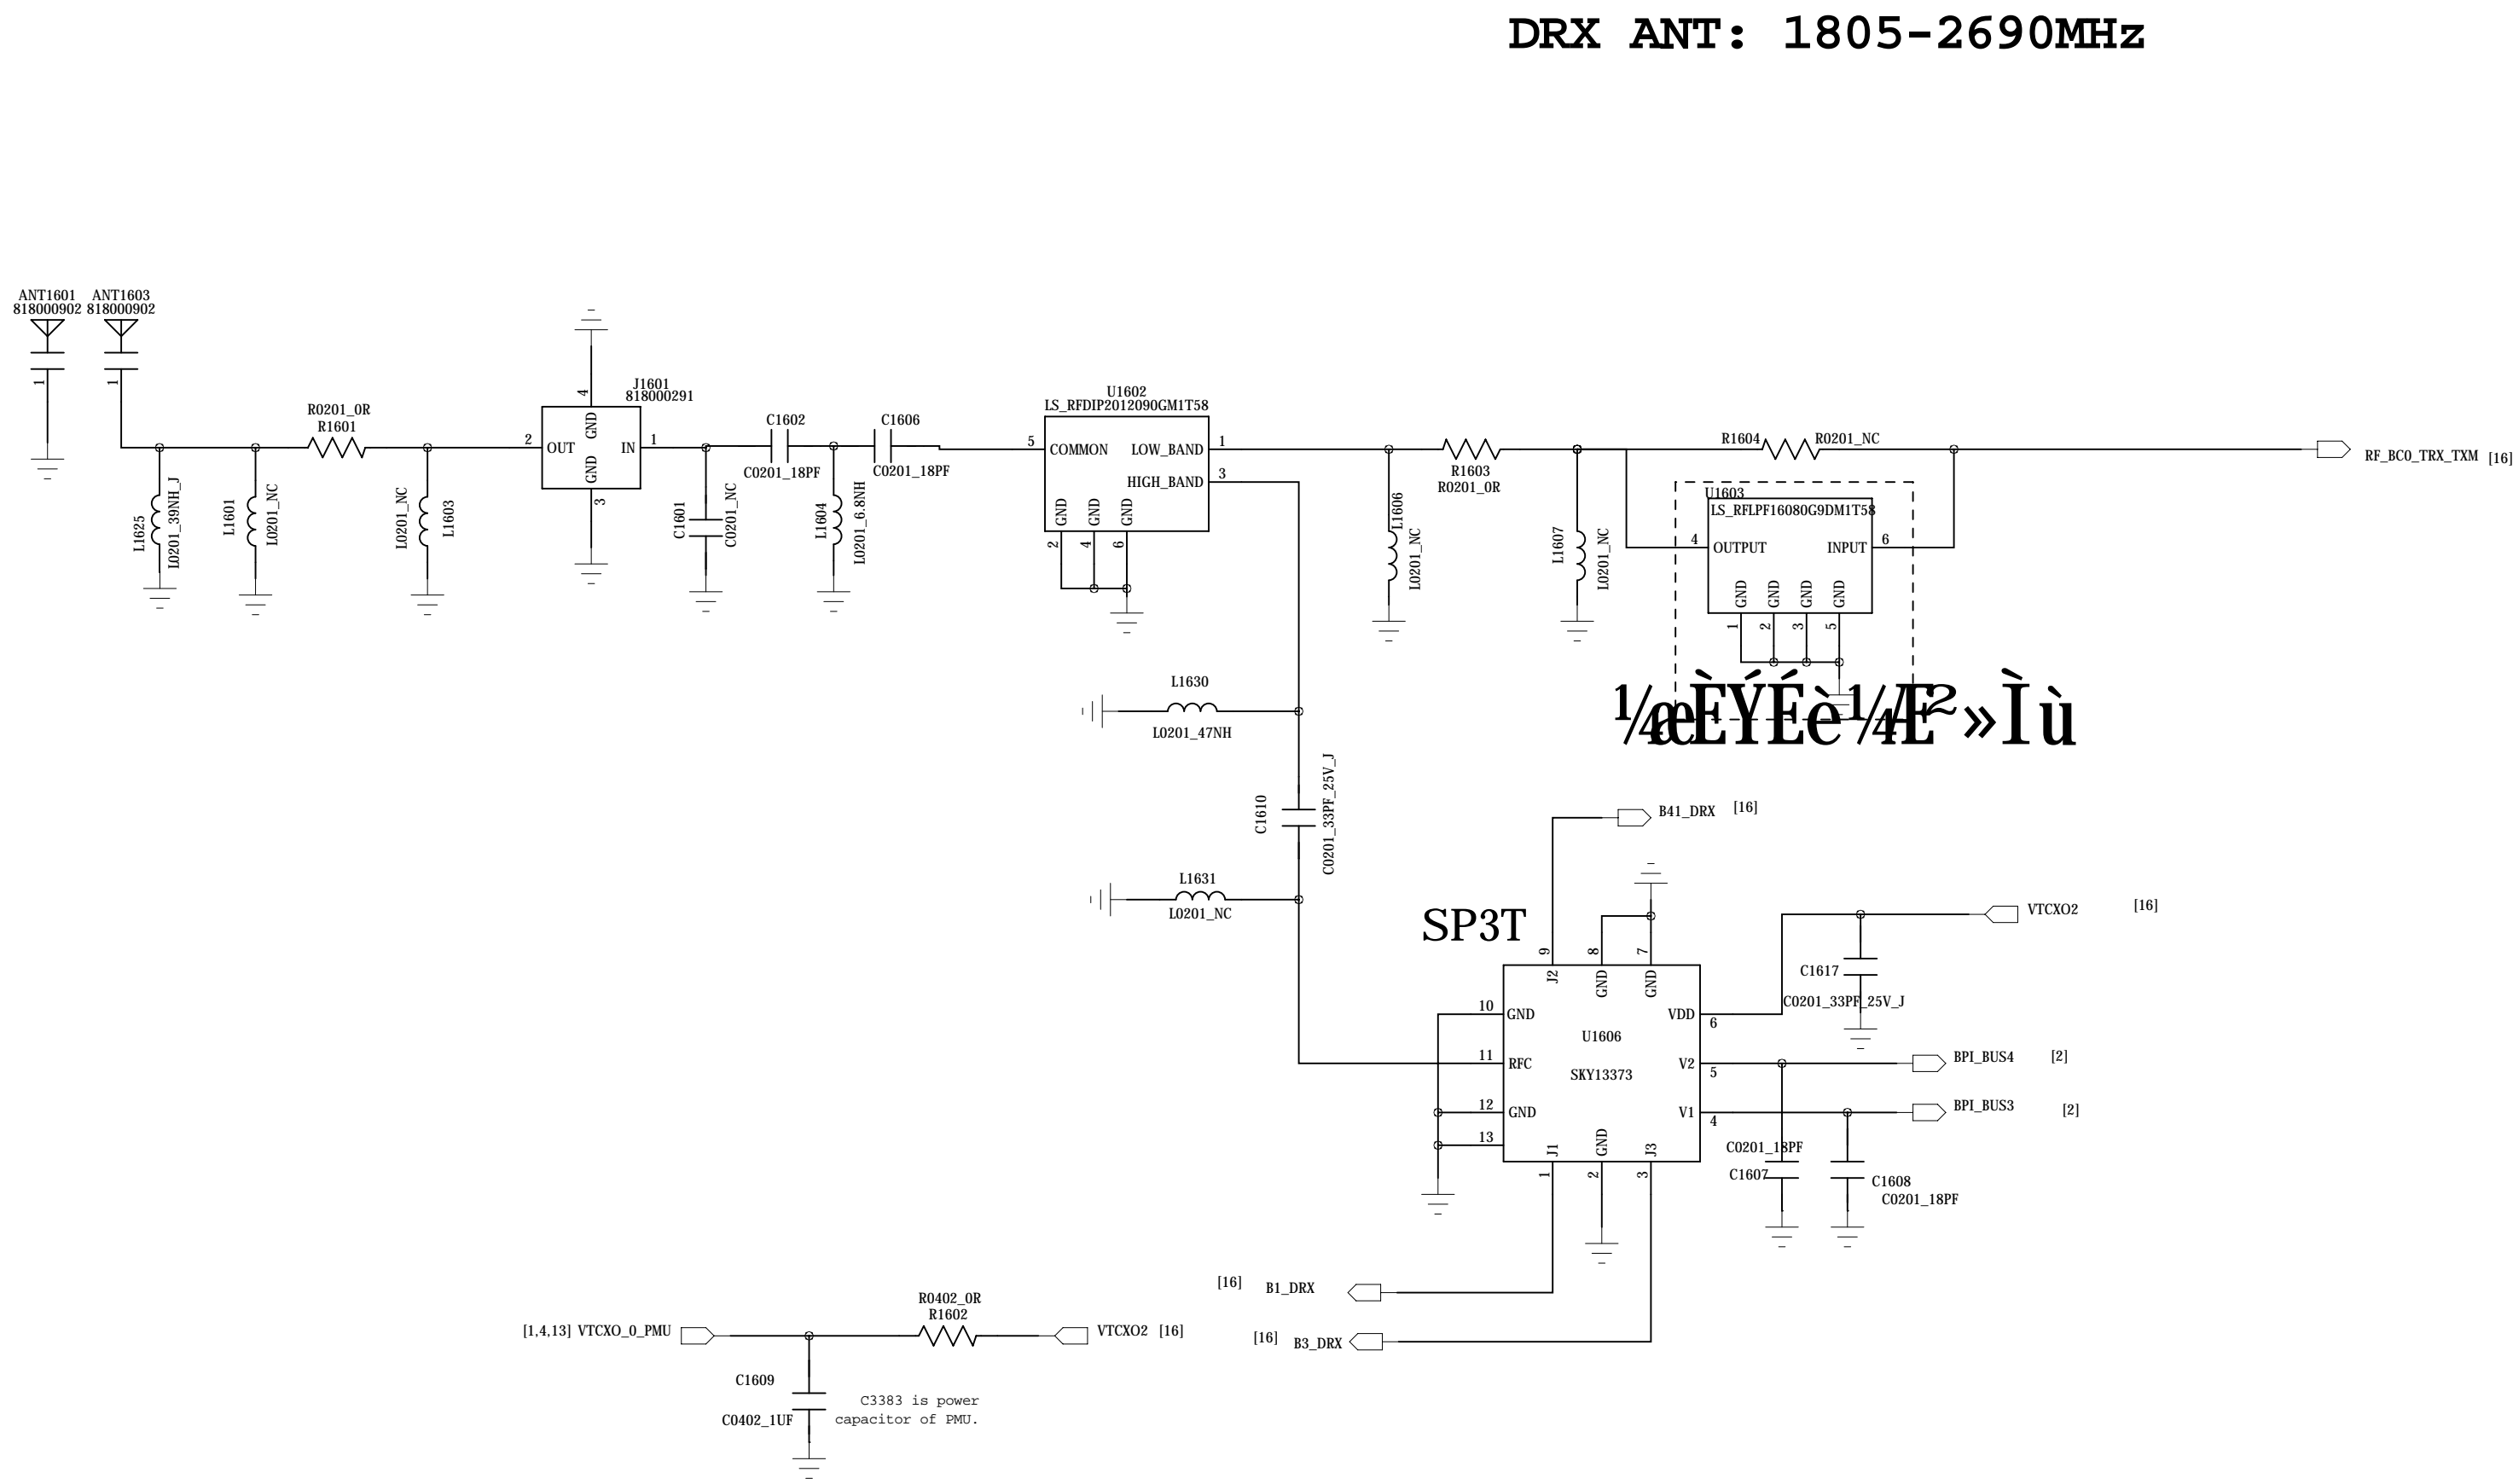 DRX ANT: 1805-2690MHz
ANT1601
818000902
ANT1603
818000902
1
1
R0201_0R
R1601
L1625
L0201_39NH_J
L1601
L0201_NC
L0201_NC
L1603
J1601
818000291
4
GND
2
OUT
IN
1
GND
3
C1601
C0201_NC
C1602
C0201_18PF
C1606
C0201_18PF
L1604
L0201_6.8NH
U1602
LS_RFDIP2012090GM1T58
5
COMMON
LOW_BAND
1
HIGH_BAND
3
GND
GND
GND
2
4
6
L1606
L0201_NC
R1603
R0201_0R
L1607
L0201_NC
R1604
R0201_NC
RF_BC0_TRX_TXM [16]
U1603
LS_RFLPF16080G9DM1T58
4
OUTPUT
INPUT
6
GND
GND
GND
GND
1
2
3
5
¼æÈÝÉè¼Æ²»Ìù
L1630
L0201_47NH
C1610
C0201_33PF_25V_J
L1631
L0201_NC
B41_DRX [16]
SP3T
9
8
7
J2
GND
GND
10
GND
11
RFC
12
GND
13
U1606
SKY13373
VDD
6
V2
5
V1
4
J1
GND
J3
1
2
3
VTCXO2 [16]
C1617
C0201_33PF_25V_J
BPI_BUS4 [2]
BPI_BUS3 [2]
C0201_18PF
C1607
C1608
C0201_18PF
[16] B1_DRX
[16] B3_DRX
[1,4,13] VTCXO_0_PMU
R0402_0R
R1602
VTCXO2 [16]
C1609
C0402_1UF
C3383 is power
capacitor of PMU.